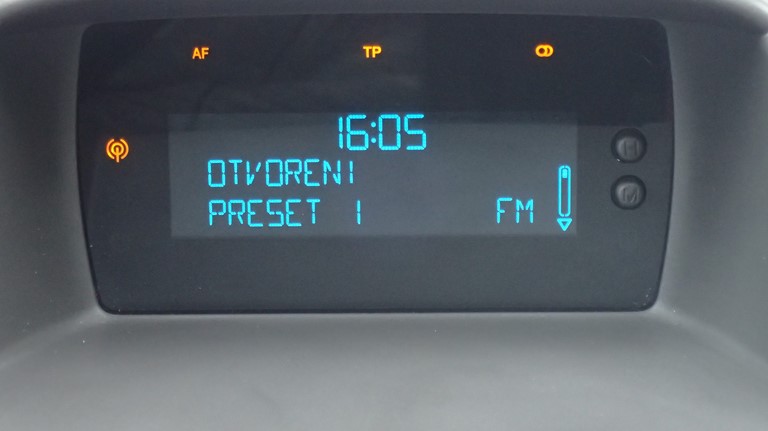 AF TP
16:05
OTVORENI
PRESET 1 FM
H
M